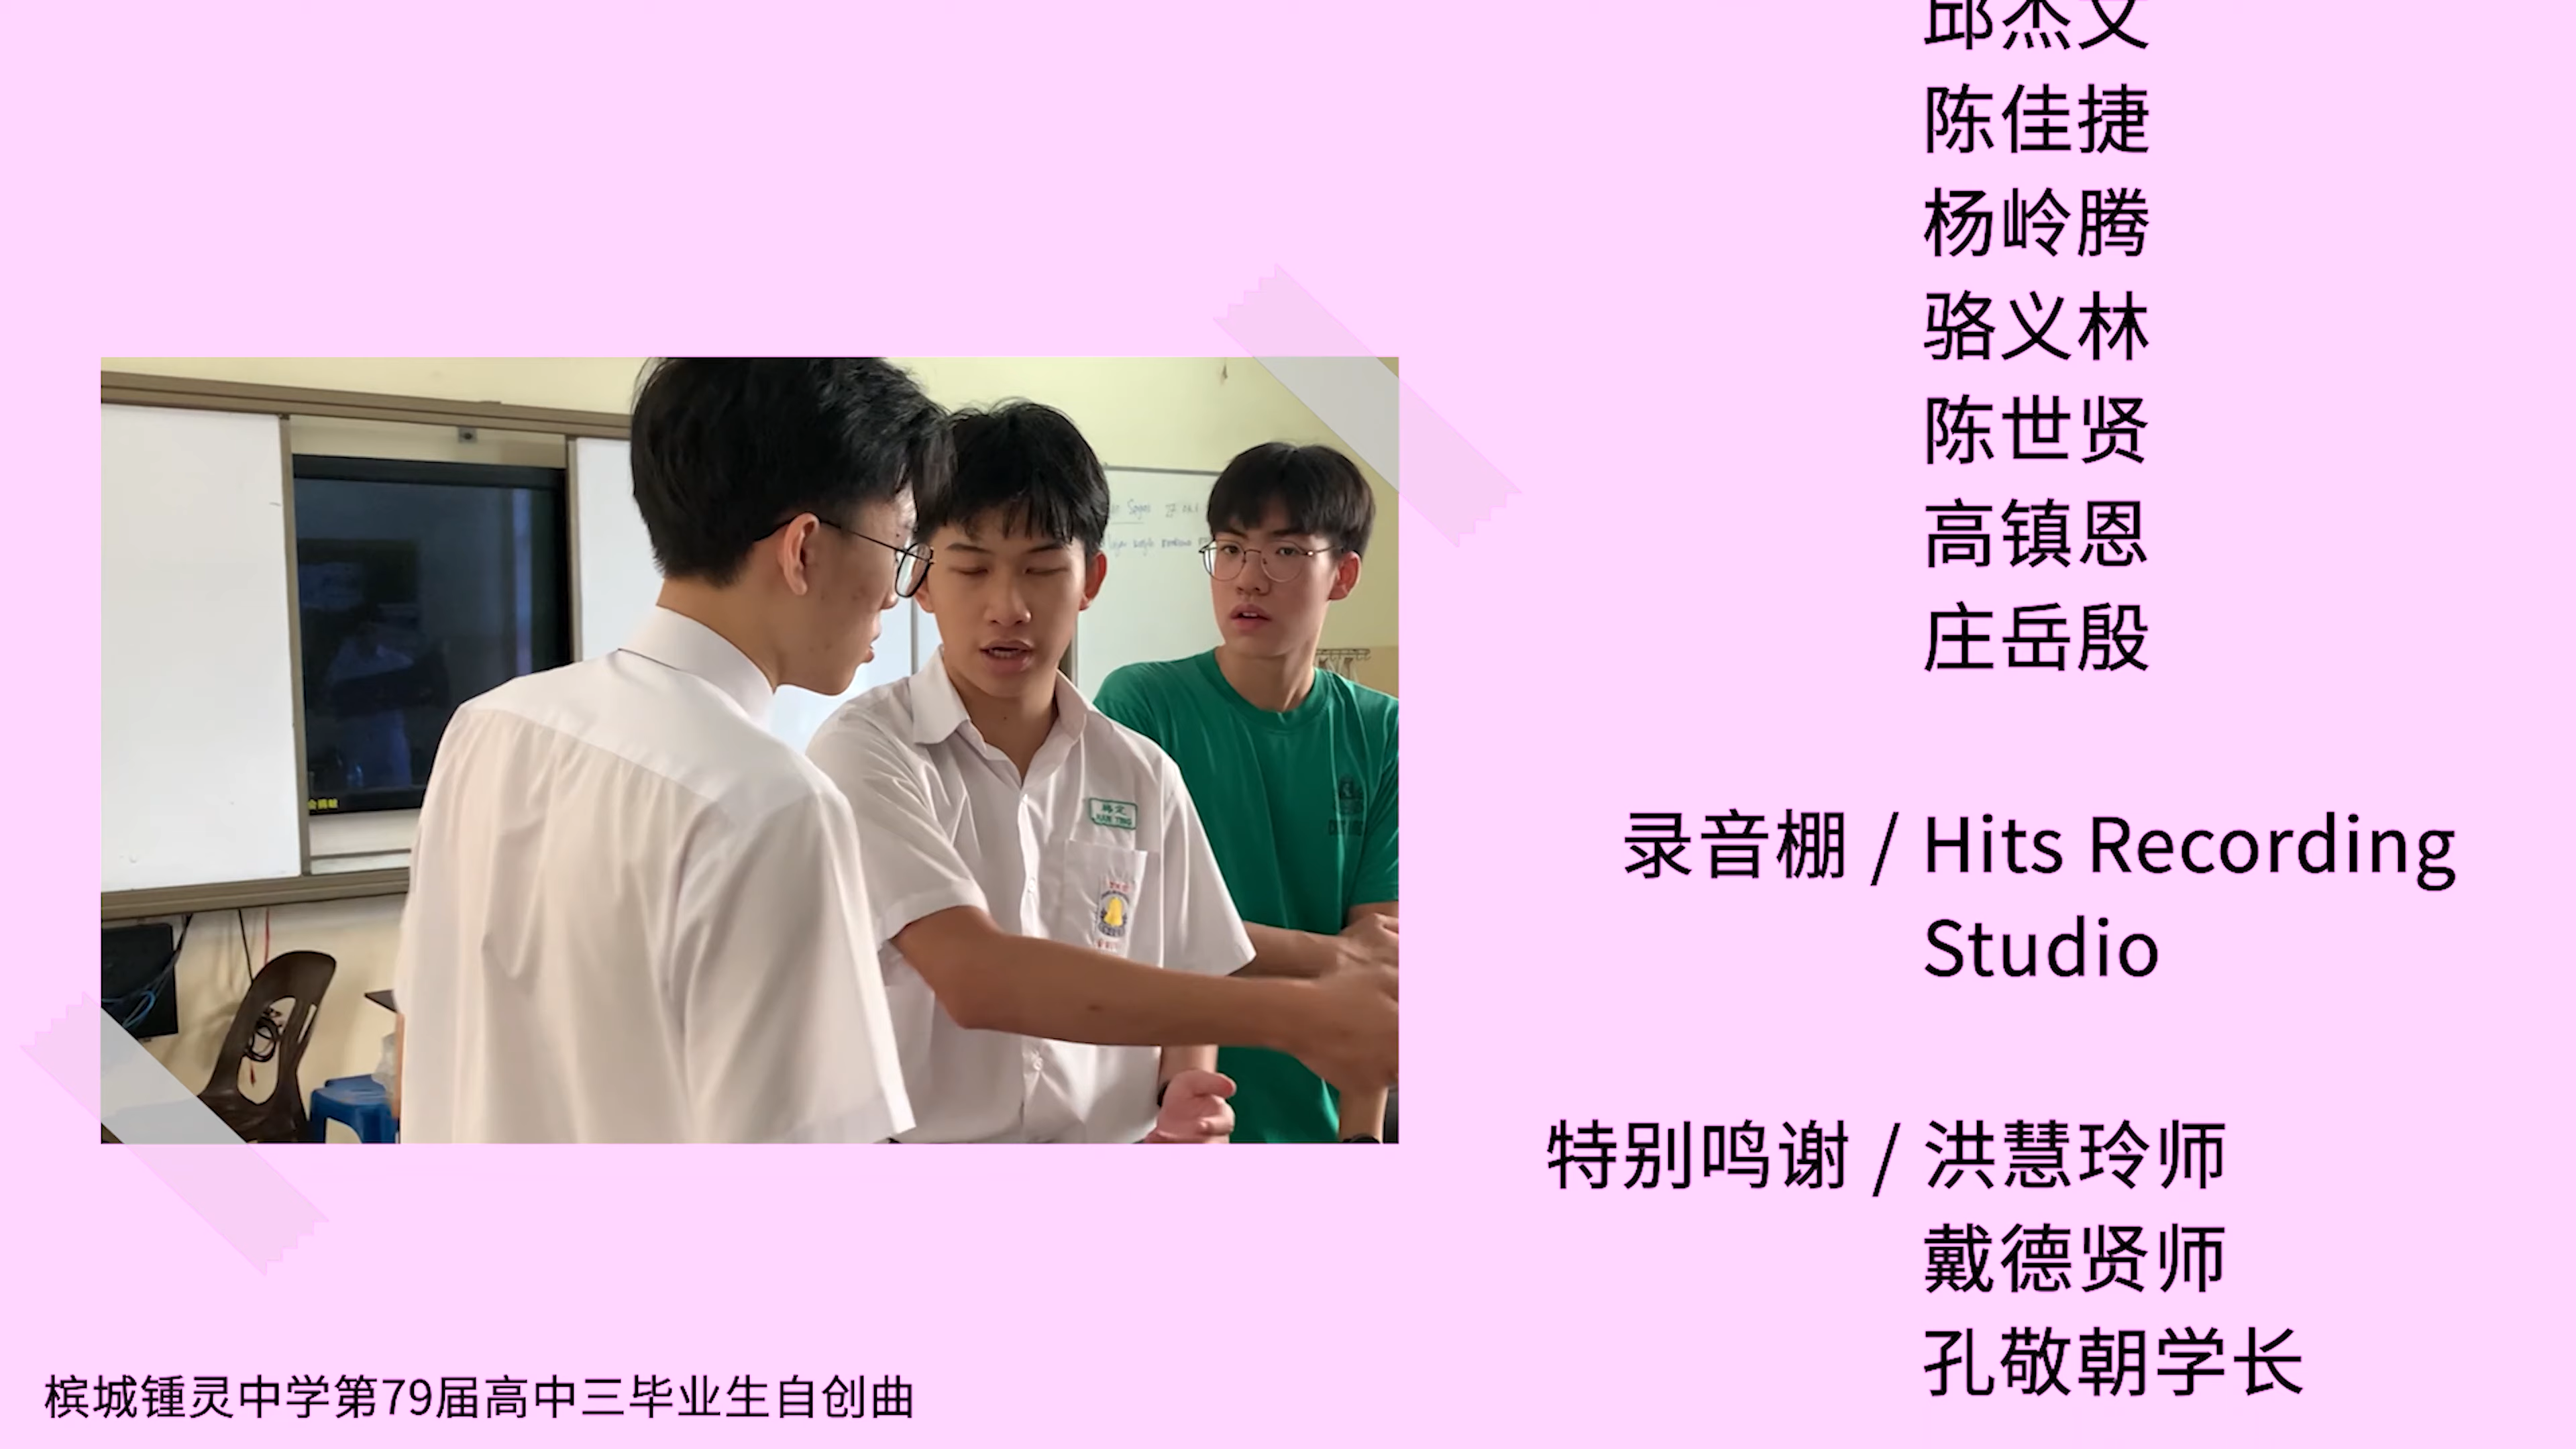 邱杰文
陈佳捷
杨岭腾
骆义林
陈世贤
高镇恩
庄岳殷
录音棚 / Hits Recording
Studio
特别鸣谢 / 洪慧玲师
戴德贤师
孔敬朝学长
槟城锺灵中学第79届高中三毕业生自创曲